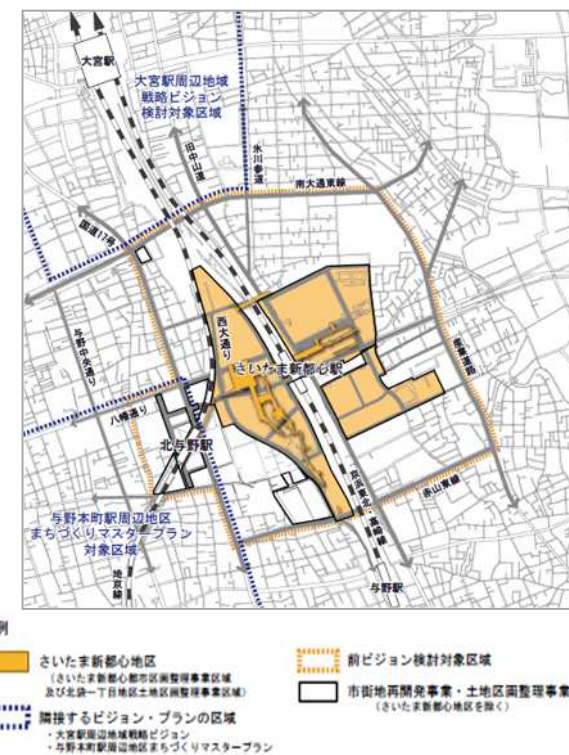 大宮駅
大宮駅周辺地域
戦略ビジョン
検討対象区域
旧中山道
氷川参道
南大通東線
国道17号
与野中央通り
西大通り
さいたま新都心駅
産業道路
八幡通り
北与野駅
与野本町駅周辺地区
まちづくりマスタープラン
対象区域
京浜東北・高崎線
赤山東線
埼京線
与野駅
例
さいたま新都心地区
(さいたま新都心都市区画整理事業区域
及び北袋一丁目地区土地区画整理事業区域)
隣接するビジョン・プランの区域
・大宮駅周辺地域戦略ビジョン
・与野本町駅周辺地区まちづくりマスタープラン
前ビジョン検討対象区域
市街地再開発事業・土地区画整理事業
(さいたま新都心地区を除く)